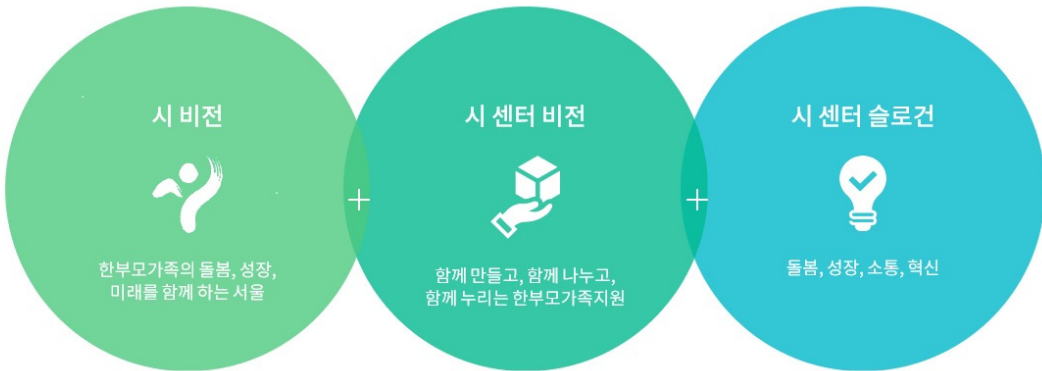 시 비전
한부모가족의 돌봄, 성장,
미래를 함께 하는 서울
시 센터 비전
함께 만들고, 함께 나누고,
함께 누리는 한부모가족지원
시 센터 슬로건
돌봄, 성장, 소통, 혁신